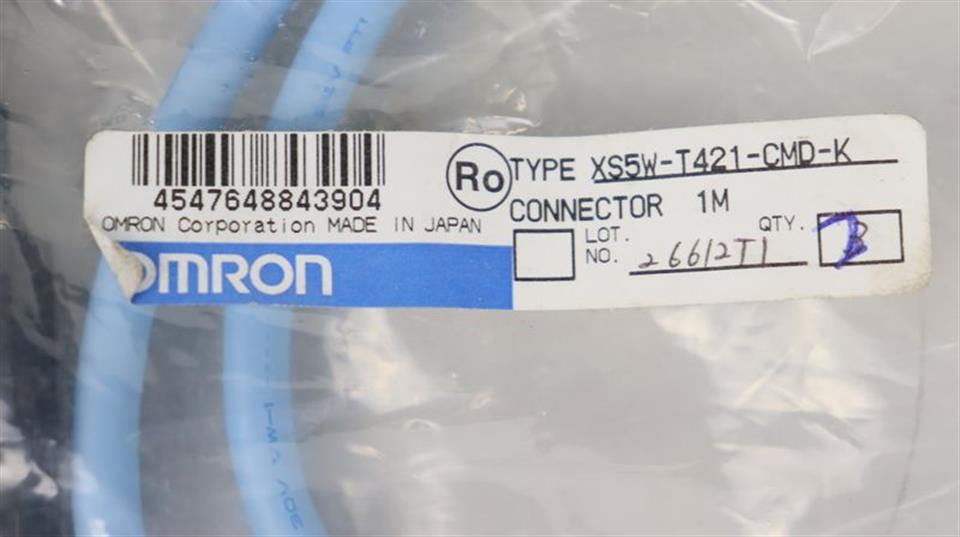 4547648843904
OMRON Corporation MADE IN JAPAN
OMRON
Ro
TYPE XS5W-T421-CMD-K
CONNECTOR 1M
LOT. NO. 26612T1
QTY.